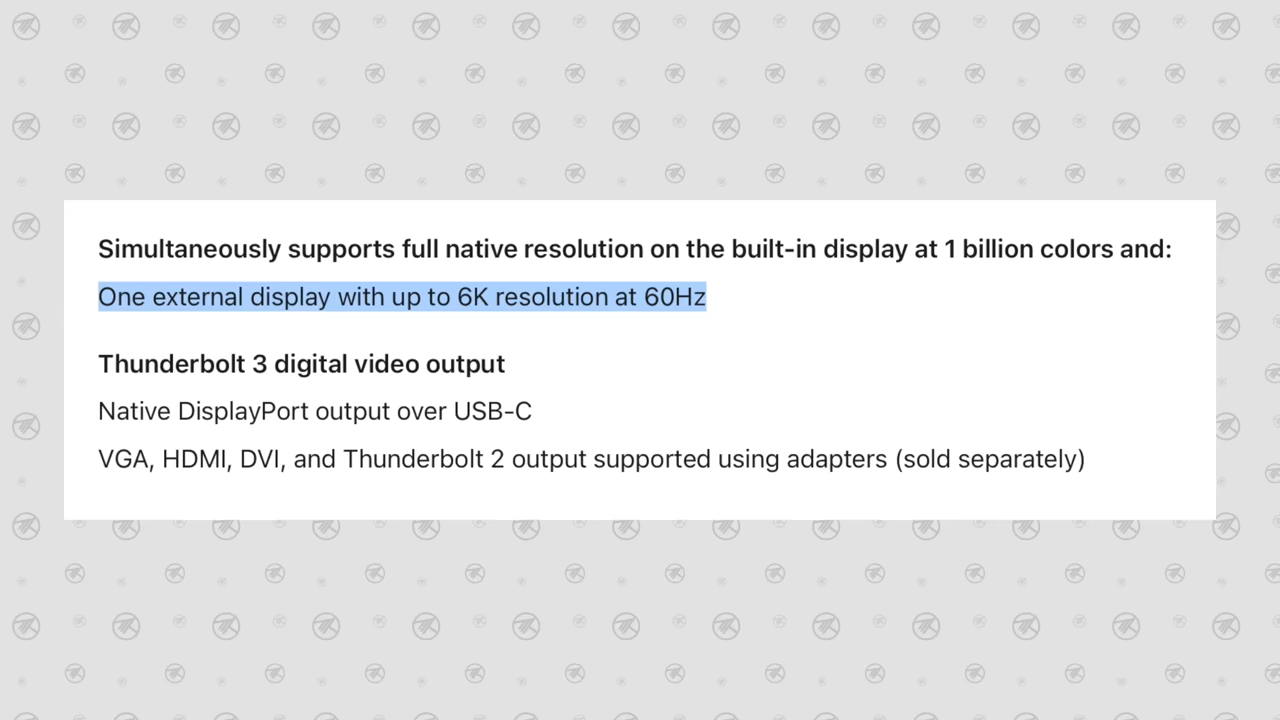 Simultaneously supports full native resolution on the built-in display at 1 billion colors and:
One external display with up to 6K resolution at 60Hz
Thunderbolt 3 digital video output
Native DisplayPort output over USB-C
VGA, HDMI, DVI, and Thunderbolt 2 output supported using adapters (sold separately)